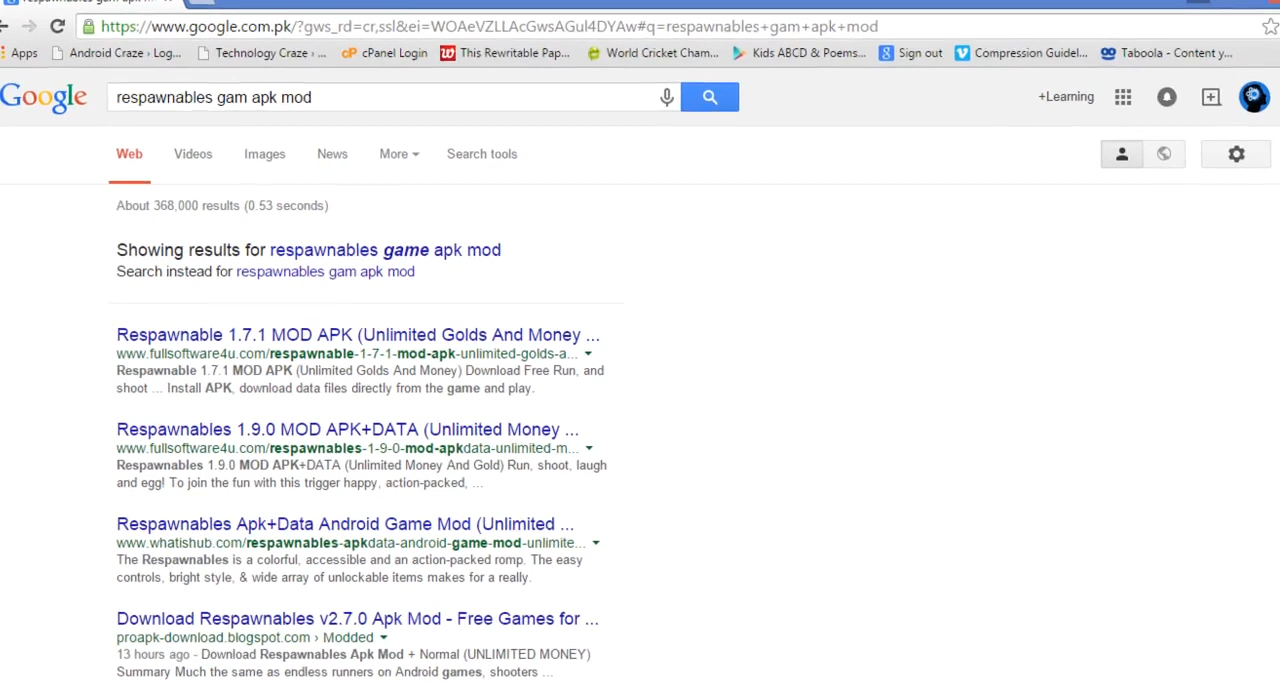 https://www.google.com.pk/?gws_rd=cr,ssl&ei=WOAeVZLLAcGwsAGul4DYAw#q=respawnables+gam+apk+mod
Apps Android Craze › Log... Technology Craze › ... cPanel Login This Rewritable Pap... World Cricket Cham... Kids ABCD & Poems... Sign out Compression Guidel... Taboola - Content y...
Google respawnables gam apk mod +Learning
Web Videos Images News More Search tools
About 368,000 results (0.53 seconds)
Showing results for respawnables game apk mod
Search instead for respawnables gam apk mod
Respawnable 1.7.1 MOD APK (Unlimited Golds And Money ...
www.fullsoftware4u.com/respawnable-1-7-1-mod-apk-unlimited-golds-a...
Respawnable 1.7.1 MOD APK (Unlimited Golds And Money) Download Free Run, and
shoot ... Install APK, download data files directly from the game and play.
Respawnables 1.9.0 MOD APK+DATA (Unlimited Money ...
www.fullsoftware4u.com/respawnables-1-9-0-mod-apkdata-unlimited-m...
Respawnables 1.9.0 MOD APK+DATA (Unlimited Money And Gold) Run, shoot, laugh
and egg! To join the fun with this trigger happy, action-packed, ...
Respawnables Apk+Data Android Game Mod (Unlimited ...
www.whatishub.com/respawnables-apkdata-android-game-mod-unlimite...
The Respawnables is a colorful, accessible and an action-packed romp. The easy
controls, bright style, & wide array of unlockable items makes for a really.
Download Respawnables v2.7.0 Apk Mod - Free Games for ...
proapk-download.blogspot.com › Modded
13 hours ago - Download Respawnables Apk Mod + Normal (UNLIMITED MONEY)
Summary Much the same as endless runners on Android games, shooters ...